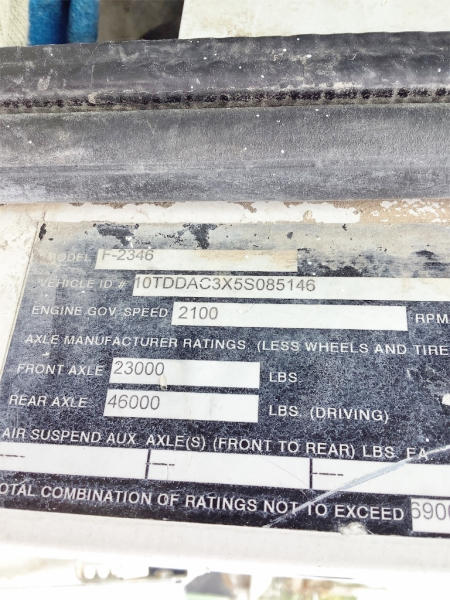 MODEL F-2346
VEHICLE ID # 10TDDAC3X5S085146
ENGINE GOV. SPEED 2100 RPM
AXLE MANUFACTURER RATINGS (LESS WHEELS AND TIRE
FRONT AXLE 23000 LBS
REAR AXLE 46000 LBS. (DRIVING)
AIR SUSPEND AUX. AXLE(S) (FRONT TO REAR) LBS. EA.
--- --- ---
OTAL COMBINATION OF RATINGS NOT TO EXCEED 6900